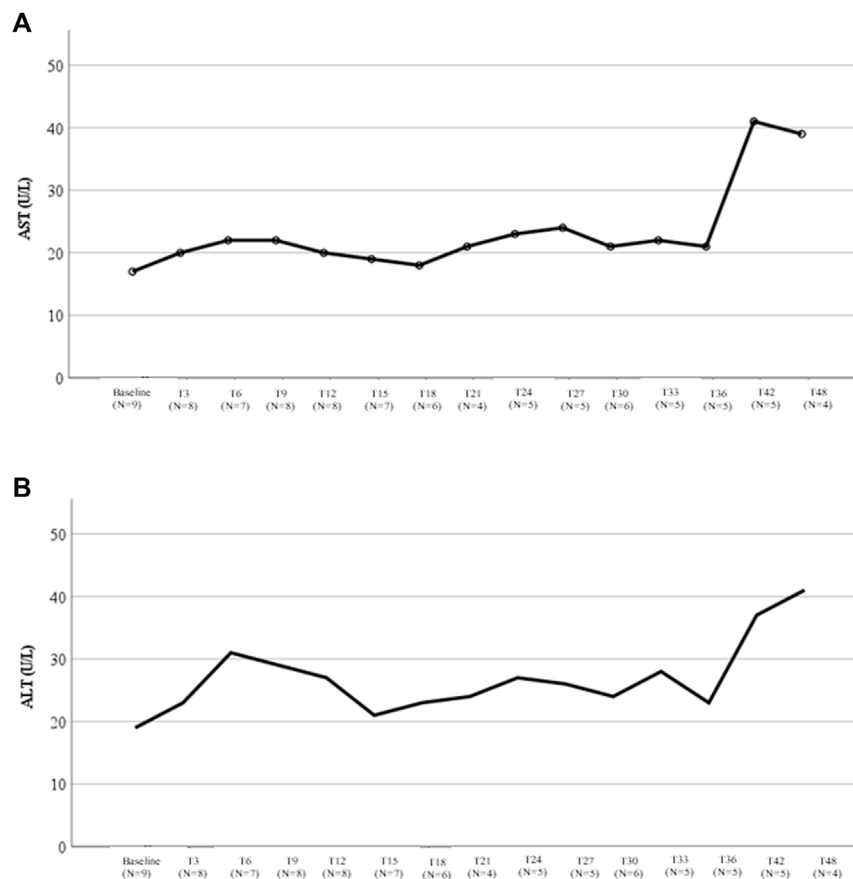 A
50
40
30
20
10
0
AST (U/L)
Baseline T3 T6 T9 T12 T15 T18 T21 T24 T27 T30 T33 T36 T42 T48
(N=9) (N=8) (N=7) (N=8) (N=8) (N=7) (N=6) (N=4) (N=5) (N=5) (N=6) (N=5) (N=5) (N=5) (N=4)
B
50
40
30
20
10
0
ALT (U/L)
Baseline T3 T6 T9 T12 T15 T18 T21 T24 T27 T30 T33 T36 T42 T48
(N=9) (N=8) (N=7) (N=8) (N=8) (N=7) (N=6) (N=4) (N=5) (N=5) (N=6) (N=5) (N=5) (N=5) (N=4)